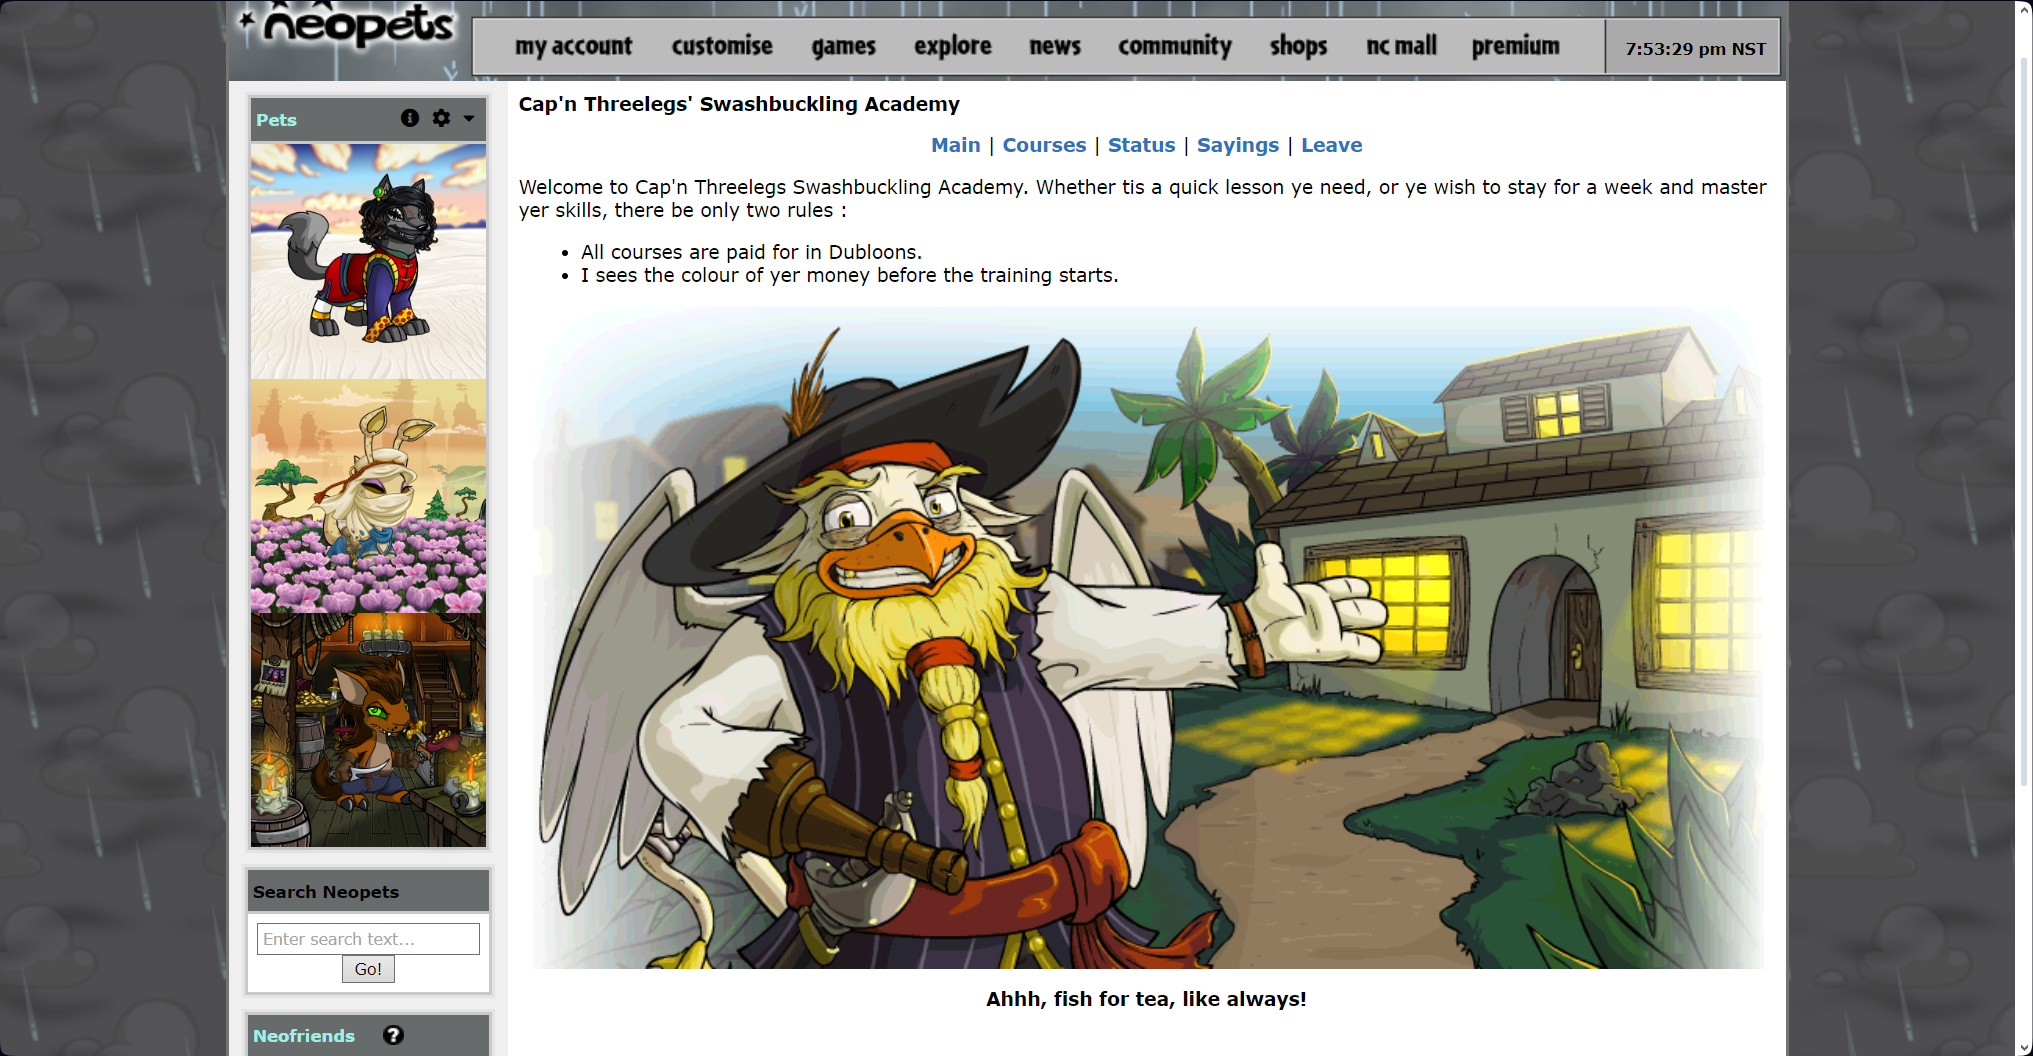 neopets
my account customise games explore news community shops nc mall premium 7:53:29 pm NST
Pets
Cap'n Threelegs' Swashbuckling Academy
Main | Courses | Status | Sayings | Leave
Welcome to Cap'n Threelegs Swashbuckling Academy. Whether tis a quick lesson ye need, or ye wish to stay for a week and master
yer skills, there be only two rules :
• All courses are paid for in Dubloons.
• I sees the colour of yer money before the training starts.
Ahhh, fish for tea, like always!
Search Neopets
Enter search text...
Go!
Neofriends ?